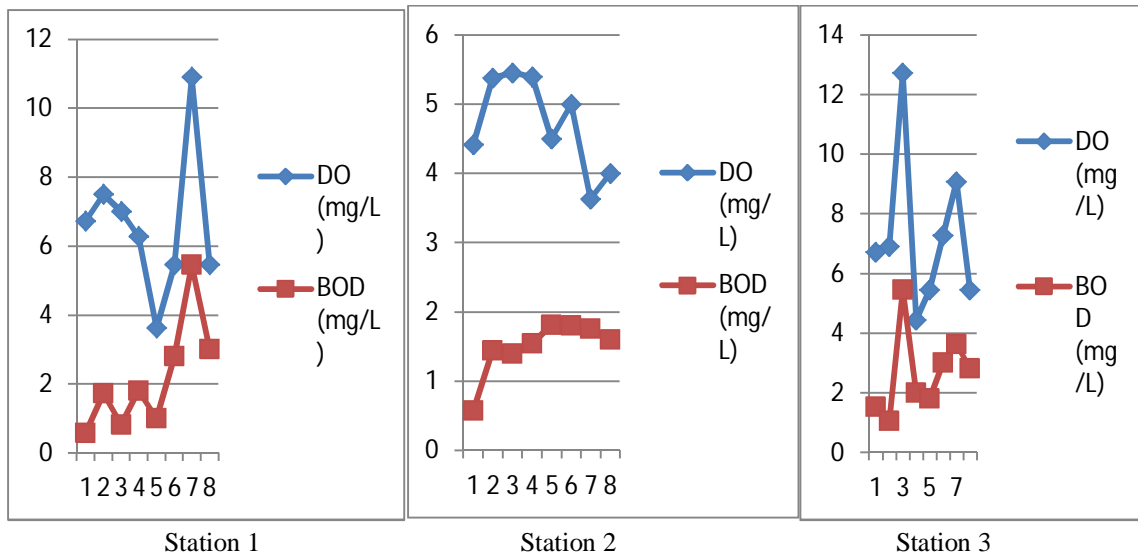 12
10
8
6
4
2
0
1 2 3 4 5 6 7 8
DO
(mg/L
)
BOD
(mg/L
)
Station 1
6
5
4
3
2
1
0
1 2 3 4 5 6 7 8
DO
(mg/
L)
BOD
(mg/
L)
Station 2
14
12
10
8
6
4
2
0
1 3 5 7
DO
(mg
/L)
BO
D
(mg
/L)
Station 3